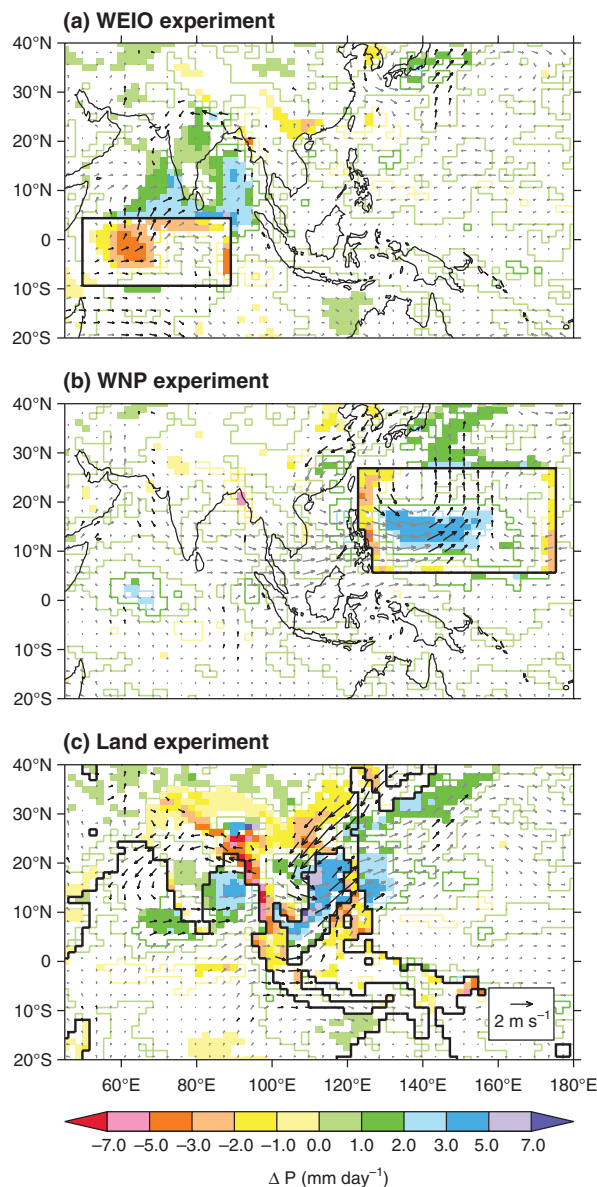 (a) WEIO experiment
40°N
30°N
20°N
10°N
0°
10°S
20°S
(b) WNP experiment
40°N
30°N
20°N
10°N
0°
10°S
20°S
(c) Land experiment
40°N
30°N
20°N
10°N
0°
10°S
20°S
2 m s⁻¹
60°E 80°E 100°E 120°E 140°E 160°E 180°E
−7.0 −5.0 −3.0 −2.0 −1.0 0.0 1.0 2.0 3.0 5.0 7.0
Δ P (mm day⁻¹)